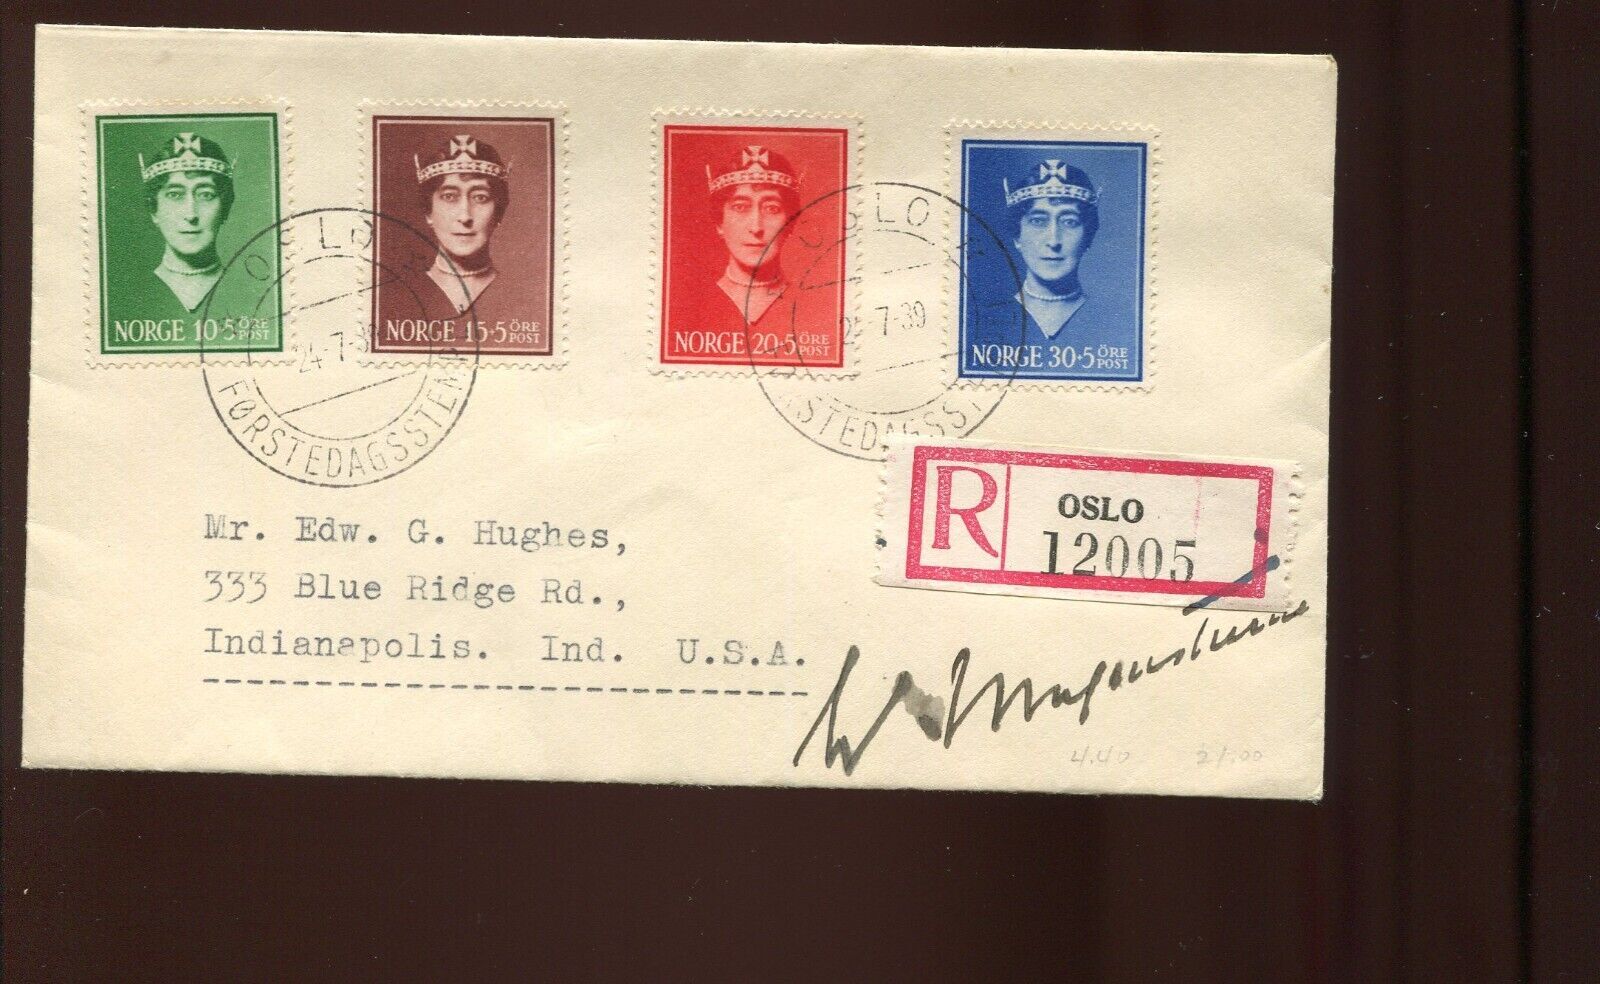 NORGE 10+5 ØRE POST
NORGE 15+5 ØRE POST
NORGE 20+5 ØRE POST
NORGE 30+5 ØRE POST
OSLO
24-7-39
FØRSTEDAGSSTEMPEL
OSLO
7-39
STEDAGSST
R OSLO
12005
Mr. Edw. G. Hughes,
333 Blue Ridge Rd.,
Indianapolis. Ind. U.S.A.
4.40 21.00